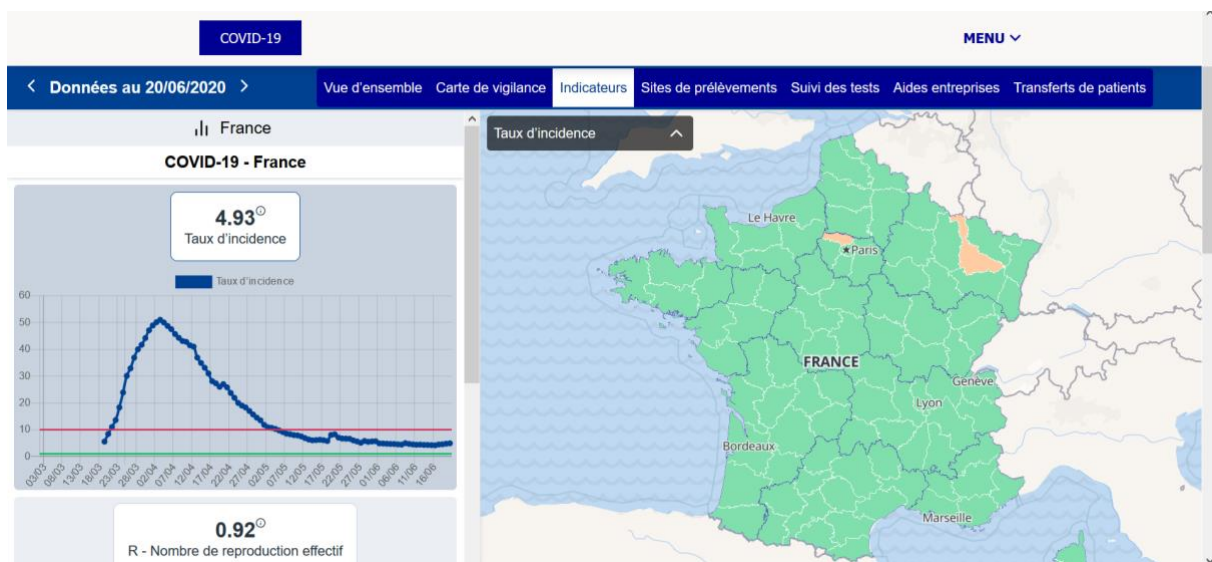 COVID-19
MENU
Données au 20/06/2020
Vue d'ensemble Carte de vigilance Indicateurs Sites de prélèvements Suivi des tests Aides entreprises Transferts de patients
France
COVID-19 - France
4.93
Taux d'incidence
Taux d'incidence
60
50
40
30
20
10
0
03/03 08/03 13/03 18/03 23/03 28/03 02/04 07/04 12/04 17/04 22/04 27/04 02/05 07/05 12/05 17/05 22/05 27/05 01/06 06/06 11/06 16/06
0.92
R - Nombre de reproduction effectif
Taux d'incidence
Le Havre
Paris
FRANCE
Genève
Lyon
Bordeaux
Marseille